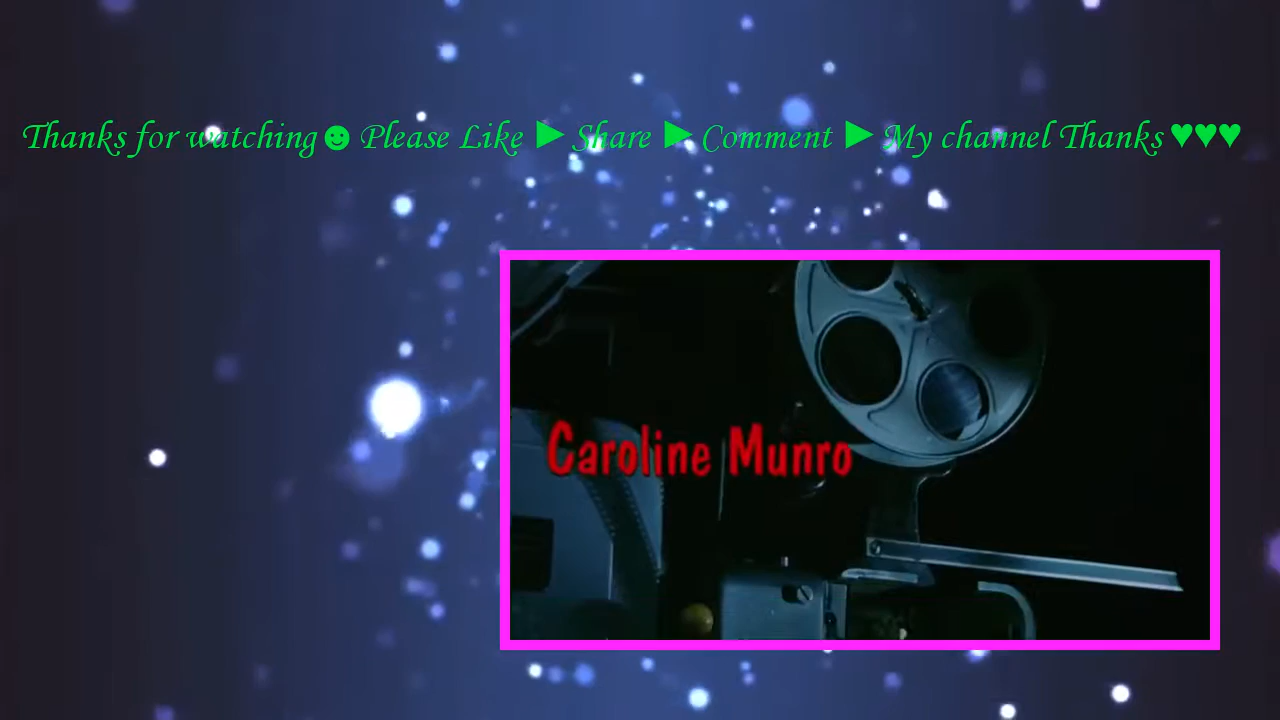 Thanks for watching☻Please Like ►Share ►Comment ►My channel Thanks♥♥♥
Caroline Munro